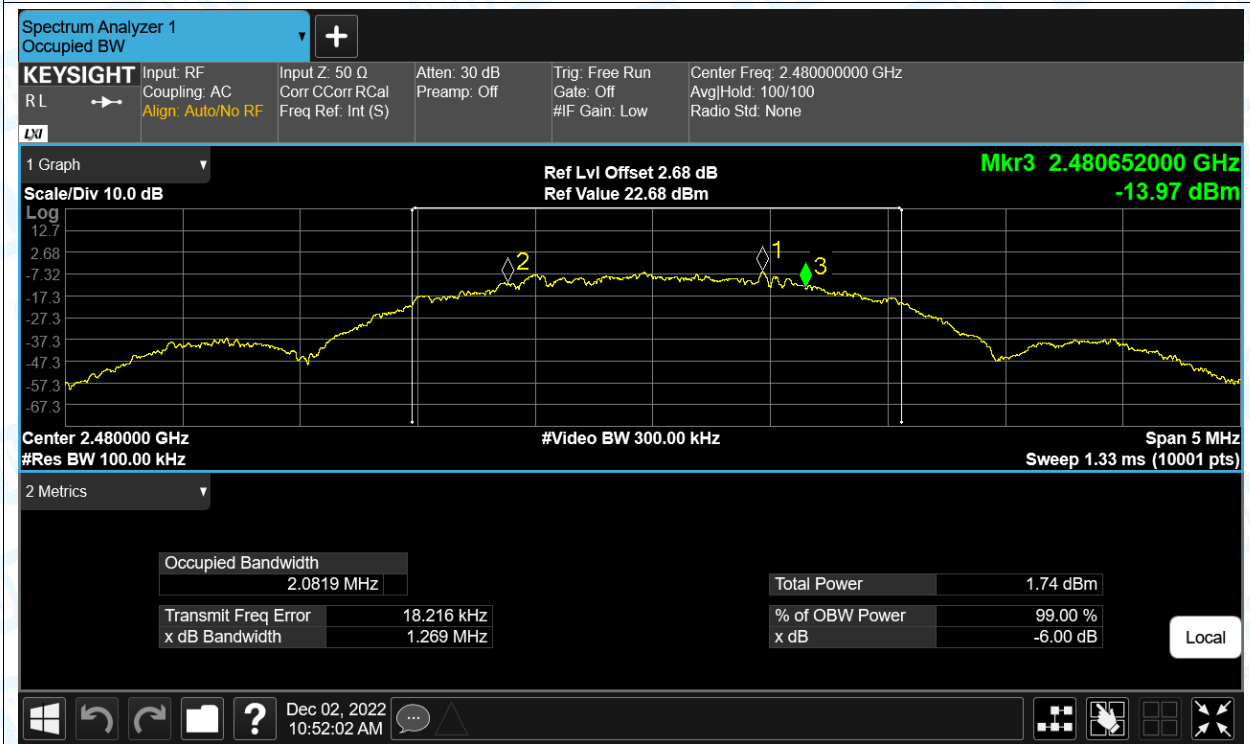 Spectrum Analyzer 1
Occupied BW
+
KEYSIGHT Input: RF Input Z: 50 Ω Atten: 30 dB Trig: Free Run Center Freq: 2.480000000 GHz
R L Coupling: AC Corr CCorr RCal Preamp: Off Gate: Off Avg|Hold: 100/100
Align: Auto/No RF Freq Ref: Int (S) #IF Gain: Low Radio Std: None
LXI
1 Graph Ref Lvl Offset 2.68 dB Mkr3 2.480652000 GHz
Scale/Div 10.0 dB Ref Value 22.68 dBm -13.97 dBm
Log
12.7
2.68
-7.32
-17.3
-27.3
-37.3
-47.3
-57.3
-67.3
2
1
3
Center 2.480000 GHz #Video BW 300.00 kHz Span 5 MHz
#Res BW 100.00 kHz Sweep 1.33 ms (10001 pts)
2 Metrics
Occupied Bandwidth
2.0819 MHz Total Power 1.74 dBm
Transmit Freq Error 18.216 kHz % of OBW Power 99.00 %
x dB Bandwidth 1.269 MHz x dB -6.00 dB
Local
? Dec 02, 2022
10:52:02 AM